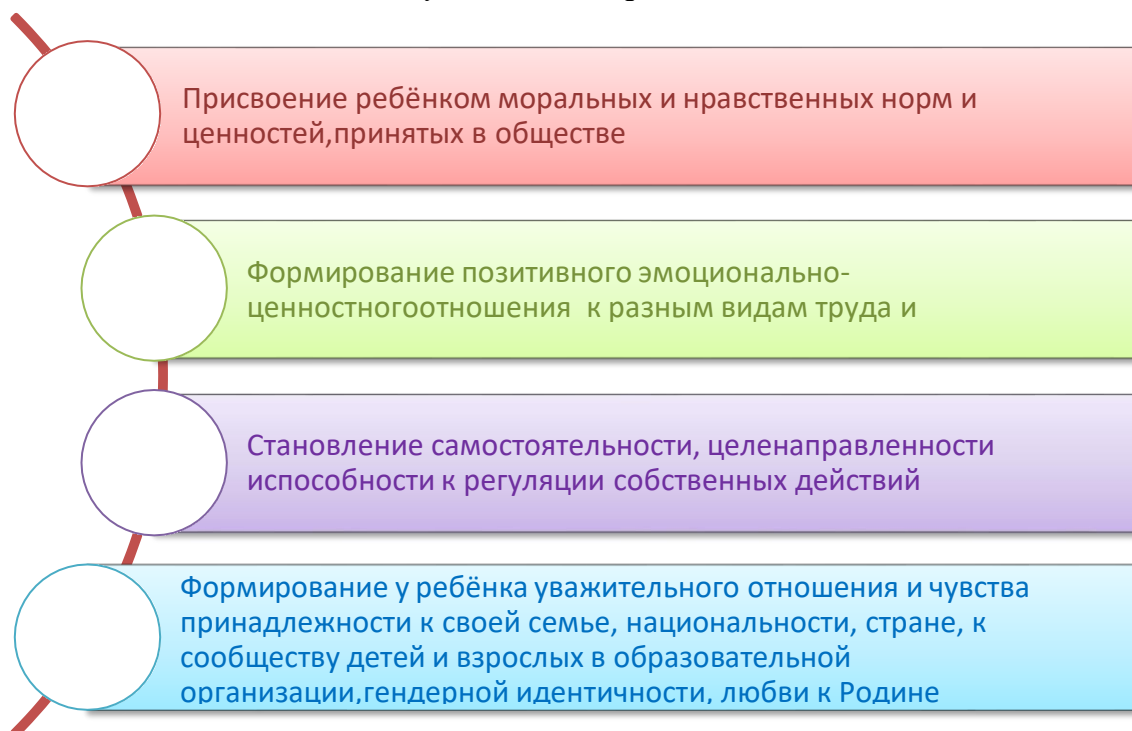 Присвоение ребёнком моральных и нравственных норм и
ценностей,принятых в обществе
Формирование позитивного эмоционально-
ценностногоотношения к разным видам труда и
Становление самостоятельности, целенаправленности
испособности к регуляции собственных действий
Формирование у ребёнка уважительного отношения и чувства
принадлежности к своей семье, национальности, стране, к
сообществу детей и взрослых в образовательной
организации,гендерной идентичности, любви к Родине